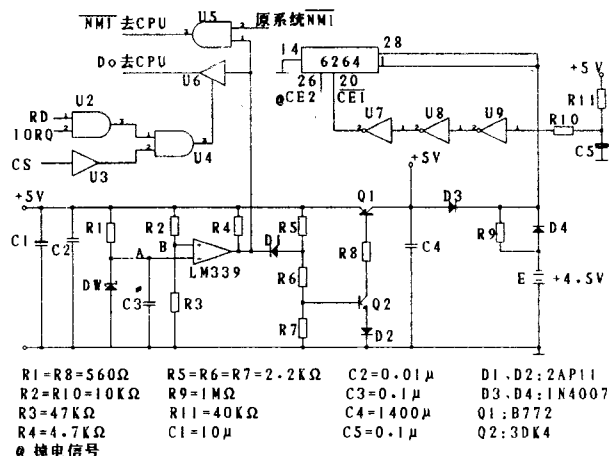 NMI 去CPU
U5
原系统NMI
Do去CPU
U6
14
6264
28
1
26
20
@CE2
CE1
+5V
R11
U7
U8
U9
R10
C5
RD
IORQ
U2
CS
U3
U4
+5V
Q1
+5V
D3
C1
C2
R1
R2
R4
D1
R5
R8
C4
R9
D4
A
B
LM339
DW
C3
R3
R6
R7
Q2
D2
E
+4.5V
R1=R8=560Ω R5=R6=R7=2.2KΩ C2=0.01μ D1、D2:2AP11
R2=R10=10KΩ R9=1MΩ C3=0.1μ D3、D4:1N4007
R3=47KΩ R11=40KΩ C4=1400μ Q1:B772
R4=4.7KΩ C1=10μ C5=0.1μ Q2:3DK4
@ 掉电信号